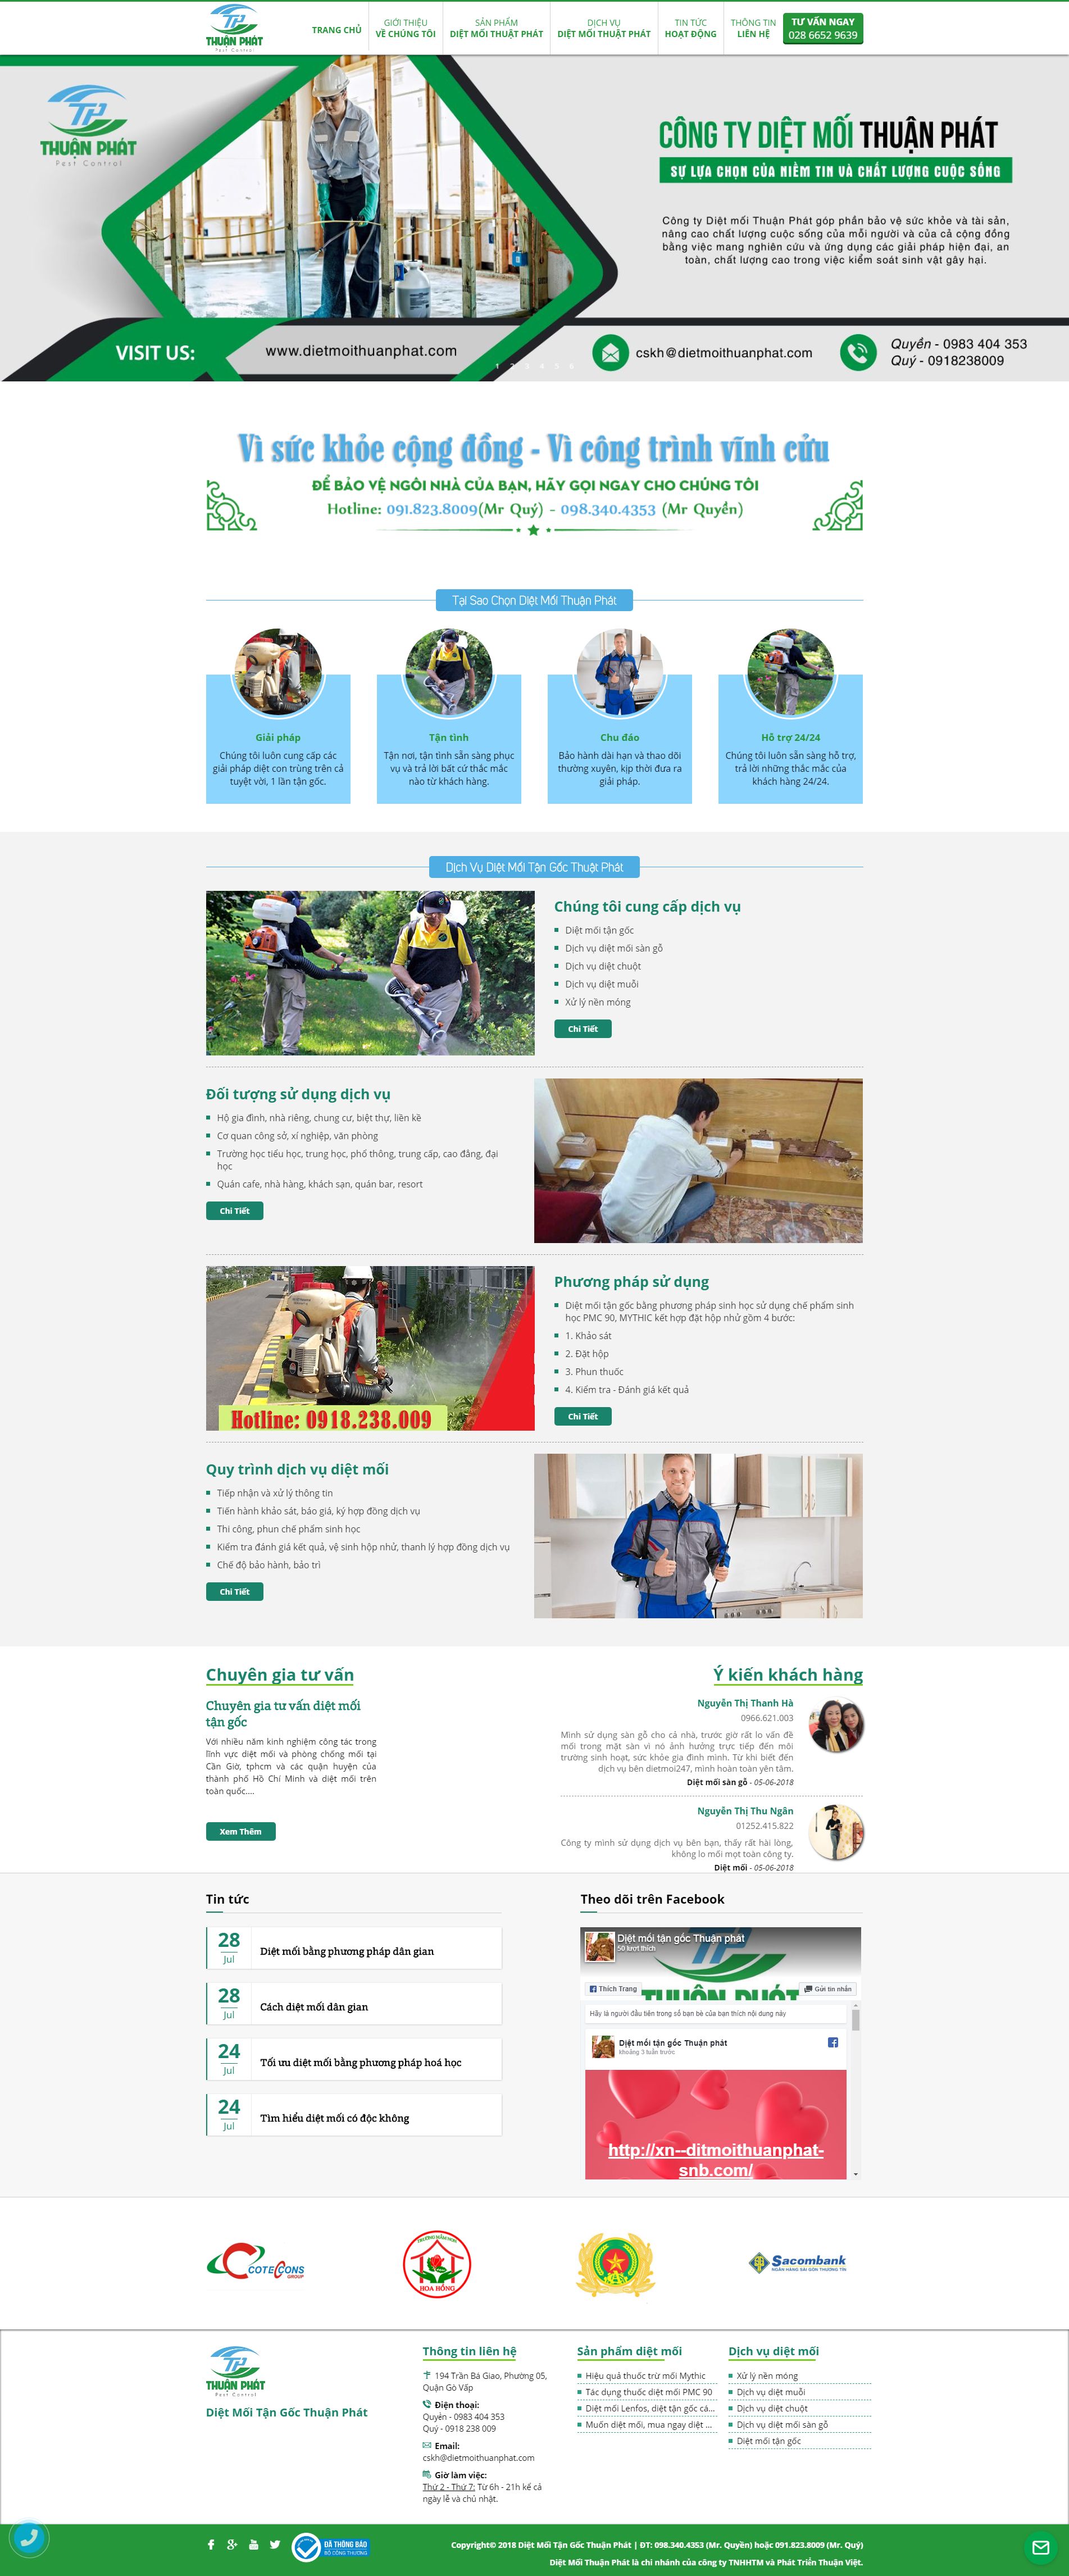 THUẬN PHÁT
Pest Control
TRANG CHỦ
GIỚI THIỆU
VỀ CHÚNG TÔI
SẢN PHẨM
DIỆT MỐI THUẬT PHÁT
DỊCH VỤ
DIỆT MỐI THUẬT PHÁT
TIN TỨC
HOẠT ĐỘNG
THÔNG TIN
LIÊN HỆ
TƯ VẤN NGAY
028 6652 9639
THUẬN PHÁT
Pest Control
CÔNG TY DIỆT MỐI THUẬN PHÁT
SỰ LỰA CHỌN CỦA NIỀM TIN VÀ CHẤT LƯỢNG CUỘC SỐNG
Công ty Diệt mối Thuận Phát góp phần bảo vệ sức khỏe và tài sản,
nâng cao chất lượng cuộc sống của mỗi người và của cả cộng đồng
bằng việc mang nghiên cứu và ứng dụng các giải pháp hiện đại, an
toàn, chất lượng cao trong việc kiểm soát sinh vật gây hại.
VISIT US:
www.dietmoithuanphat.com
cskh@dietmoithuanphat.com
Quyền - 0983 404 353
Quý - 0918238009
1 2 3 4 5 6
Vì sức khỏe cộng đồng - Vì công trình vĩnh cửu
ĐỂ BẢO VỆ NGÔI NHÀ CỦA BẠN, HÃY GỌI NGAY CHO CHÚNG TÔI
Hotline: 091.823.8009(Mr Quý) - 098.340.4353 (Mr Quyền)
Tại Sao Chọn Diệt Mối Thuận Phát
Giải pháp
Chúng tôi luôn cung cấp các
giải pháp diệt con trùng trên cả
tuyệt vời, 1 lần tận gốc.
Tận tình
Tận nơi, tận tình sẵn sàng phục
vụ và trả lời bất cứ thắc mắc
nào từ khách hàng.
Chu đáo
Bảo hành dài hạn và thao dõi
thường xuyên, kịp thời đưa ra
giải pháp.
Hỗ trợ 24/24
Chúng tôi luôn sẵn sàng hỗ trợ,
trả lời những thắc mắc của
khách hàng 24/24.
Dịch Vụ Diệt Mối Tận Gốc Thuật Phát
Chúng tôi cung cấp dịch vụ
Diệt mối tận gốc
Dịch vụ diệt mối sàn gỗ
Dịch vụ diệt chuột
Dịch vụ diệt muỗi
Xử lý nền móng
Chi Tiết
Đối tượng sử dụng dịch vụ
Hộ gia đình, nhà riêng, chung cư, biệt thự, liền kề
Cơ quan công sở, xí nghiệp, văn phòng
Trường học tiểu học, trung học, phổ thông, trung cấp, cao đẳng, đại
học
Quán cafe, nhà hàng, khách sạn, quán bar, resort
Chi Tiết
Hotline: 0918.238.009
Phương pháp sử dụng
Diệt mối tận gốc bằng phương pháp sinh học sử dụng chế phẩm sinh
học PMC 90, MYTHIC kết hợp đặt hộp nhử gồm 4 bước:
1. Khảo sát
2. Đặt hộp
3. Phun thuốc
4. Kiểm tra - Đánh giá kết quả
Chi Tiết
Quy trình dịch vụ diệt mối
Tiếp nhận và xử lý thông tin
Tiến hành khảo sát, báo giá, ký hợp đồng dịch vụ
Thi công, phun chế phẩm sinh học
Kiểm tra đánh giá kết quả, vệ sinh hộp nhử, thanh lý hợp đồng dịch vụ
Chế độ bảo hành, bảo trì
Chi Tiết
Chuyên gia tư vấn
Chuyên gia tư vấn diệt mối
tận gốc
Với nhiều năm kinh nghiệm công tác trong
lĩnh vực diệt mối và phòng chống mối tại
Cần Giờ, tphcm và các quận huyện của
thành phố Hồ Chí Minh và diệt mối trên
toàn quốc....
Xem Thêm
Ý kiến khách hàng
Nguyễn Thị Thanh Hà
0966.621.003
Mình sử dụng sàn gỗ cho cả nhà, trước giờ rất lo vấn đề
mối trong mặt sàn vì nó ảnh hưởng trực tiếp đến môi
trường sinh hoạt, sức khỏe gia đình mình. Từ khi biết đến
dịch vụ bên dietmoi247, mình hoàn toàn yên tâm.
Diệt mối sàn gỗ - 05-06-2018
Nguyễn Thị Thu Ngân
01252.415.822
Công ty mình sử dụng dịch vụ bên bạn, thấy rất hài lòng,
không lo mối mọt toàn công ty.
Diệt mối - 05-06-2018
Tin tức
28
Jul
Diệt mối bằng phương pháp dân gian
28
Jul
Cách diệt mối dân gian
24
Jul
Tối ưu diệt mối bằng phương pháp hoá học
24
Jul
Tìm hiểu diệt mối có độc không
Theo dõi trên Facebook
Diệt mối tận gốc Thuận phát
50 lượt thích
THUẬN PHÁT
Thích Trang
Gửi tin nhắn
Hãy là người đầu tiên trong số bạn bè của bạn thích nội dung này
Diệt mối tận gốc Thuận phát
khoảng 3 tuần trước
http://xn--ditmoithuanphat-
snb.com/
COTECCONS
GROUP
TRƯỜNG MẦM NON
HOA HỒNG
Sacombank
NGÂN HÀNG SÀI GÒN THƯƠNG TÍN
THUẬN PHÁT
Pest Control
Diệt Mối Tận Gốc Thuận Phát
Thông tin liên hệ
194 Trần Bá Giao, Phường 05,
Quận Gò Vấp
Điện thoại:
Quyền - 0983 404 353
Quý - 0918 238 009
Email:
cskh@dietmoithuanphat.com
Giờ làm việc:
Thứ 2 - Thứ 7: Từ 6h - 21h kể cả
ngày lễ và chủ nhật.
Sản phẩm diệt mối
Hiệu quả thuốc trừ mối Mythic
Tác dụng thuốc diệt mối PMC 90
Diệt mối Lenfos, diệt tận gốc cá...
Muốn diệt mối, mua ngay diệt ...
Dịch vụ diệt mối
Xử lý nền móng
Dịch vụ diệt muỗi
Dịch vụ diệt chuột
Dịch vụ diệt mối sàn gỗ
Diệt mối tận gốc
ĐÃ THÔNG BÁO
BỘ CÔNG THƯƠNG
Copyright© 2018 Diệt Mối Tận Gốc Thuận Phát | ĐT: 098.340.4353 (Mr. Quyền) hoặc 091.823.8009 (Mr. Quý)
Diệt Mối Thuận Phát là chi nhánh của công ty TNHHTM và Phát Triển Thuận Việt.